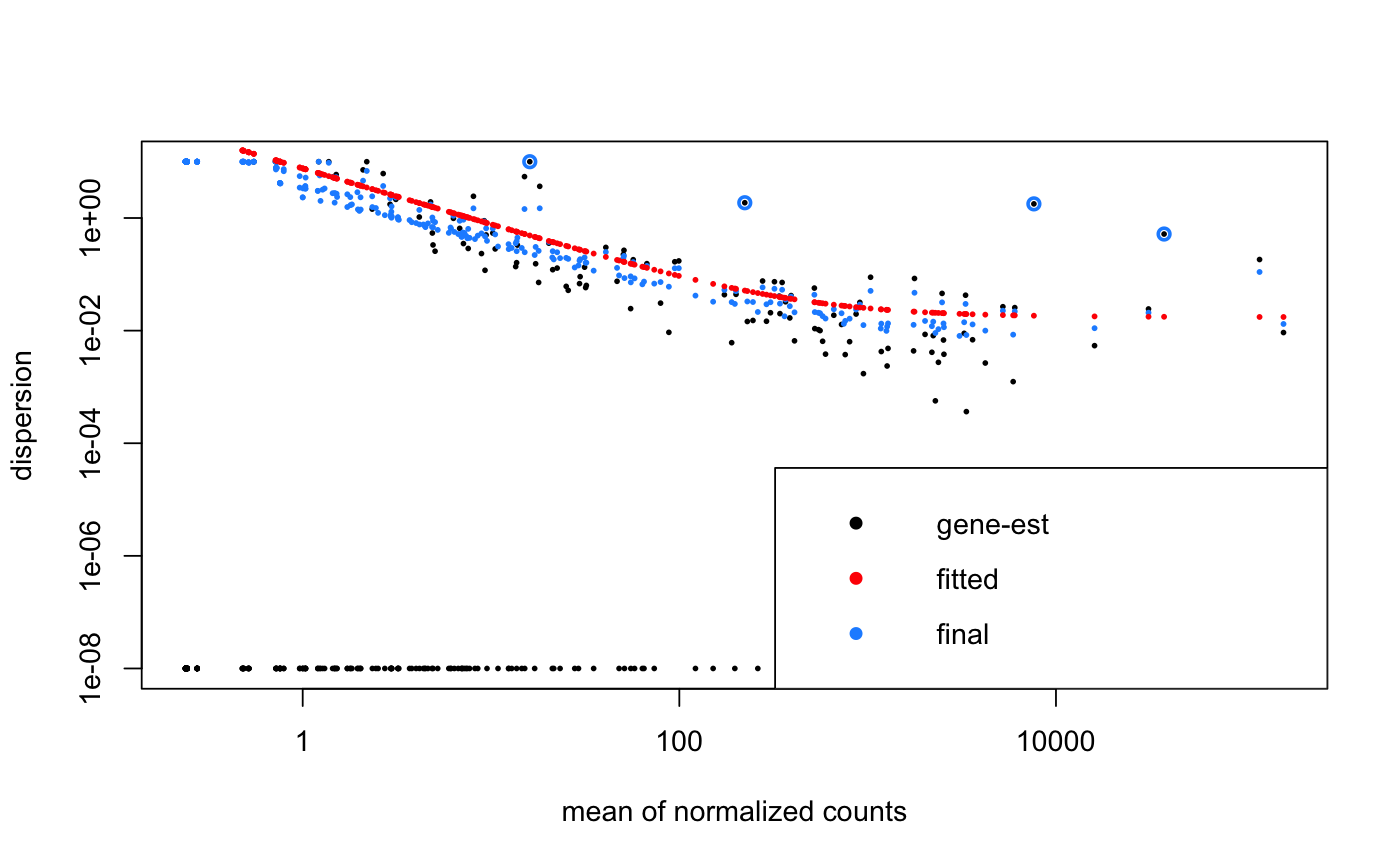 dispersion
1e+00
1e-02
1e-04
1e-06
1e-08
gene-est
fitted
final
1
100
10000
mean of normalized counts